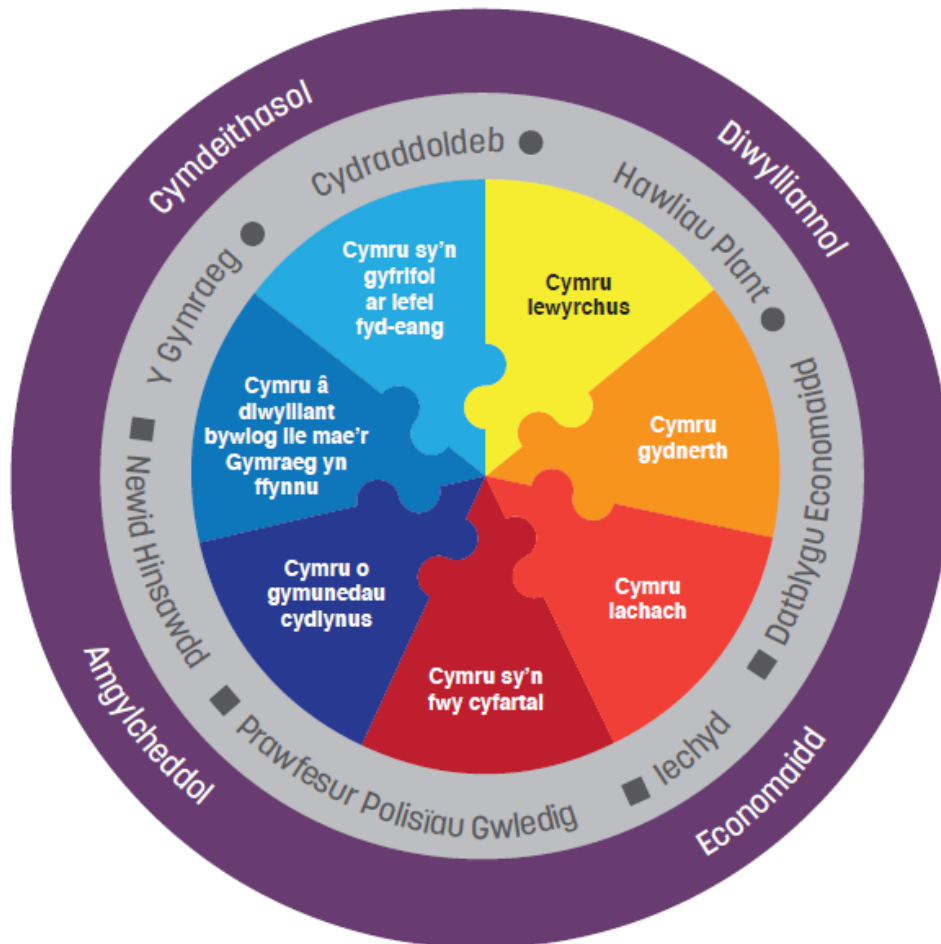 Cymdeithasol
Diwylliannol
Economaidd
Amgylcheddol
Cydraddoldeb
Hawliau Plant
Datblygu Economaidd
Iechyd
Prawfesur Polisïau Gwledig
Newid Hinsawdd
Y Gymraeg
Cymru lewyrchus
Cymru
gydnerth
Cymru
Iachach
Cymru sy'n
fwy cyfartal
Cymru o
gymunedau
cydlynus
Cymru â
diwylliant
bywiog lle mae'r
Gymraeg yn
ffynnu
Cymru sy'n
gyfrifol
ar lefel
fyd-eang